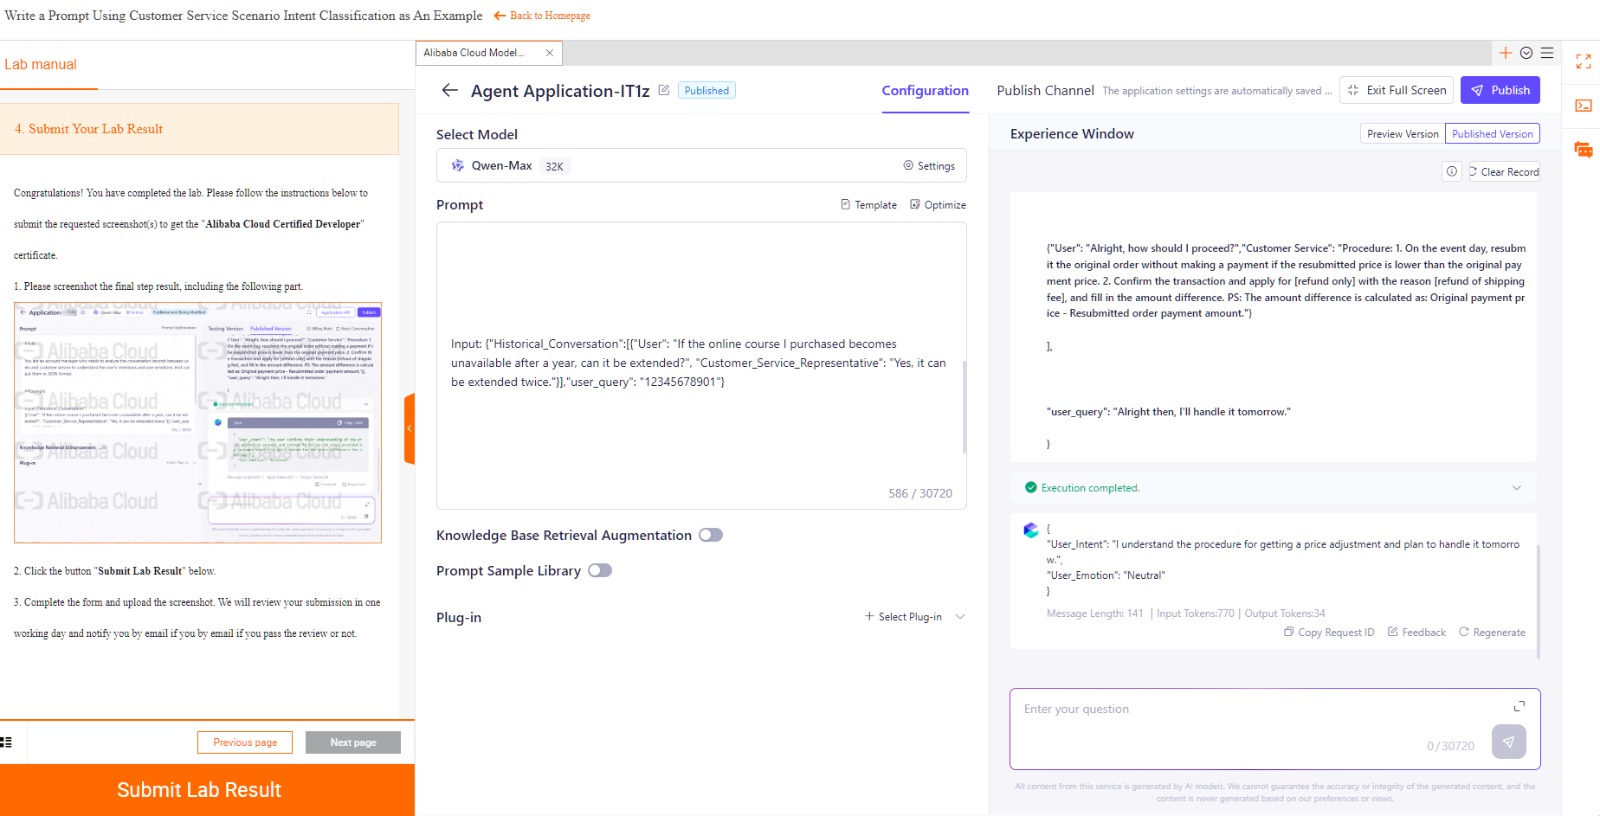 Write a Prompt Using Customer Service Scenario Intent Classification as An Example
Back to Homepage
Lab manual
4. Submit Your Lab Result
Congratulations! You have completed the lab. Please follow the instructions below to
submit the requested screenshot(s) to get the "Alibaba Cloud Certified Developer"
certificate.
1. Please screenshot the final step result, including the following part.
Alibaba Cloud
Alibaba Cloud
Alibaba Cloud
Alibaba Cloud
2. Click the button "Submit Lab Result" below.
3. Complete the form and upload the screenshot. We will review your submission in one
working day and notify you by email if you by email if you pass the review or not.
Previous page
Next page
Submit Lab Result
Alibaba Cloud Model...
Agent Application-IT1z
Published
Configuration
Publish Channel
The application settings are automatically saved ...
Exit Full Screen
Publish
Select Model
Qwen-Max 32K
Settings
Prompt
Template
Optimize
Input: {"Historical_Conversation":[{"User": "If the online course I purchased becomes
unavailable after a year, can it be extended?", "Customer_Service_Representative": "Yes, it can
be extended twice."}],"user_query": "12345678901"}
586 / 30720
Knowledge Base Retrieval Augmentation
Prompt Sample Library
Plug-in
+ Select Plug-in
Experience Window
Preview Version
Published Version
Clear Record
{"User": "Alright, how should I proceed?","Customer Service": "Procedure: 1. On the event day, resubm
it the original order without making a payment if the resubmitted price is lower than the original pay
ment price. 2. Confirm the transaction and apply for [refund only] with the reason [refund of shipping
fee], and fill in the amount difference. PS: The amount difference is calculated as: Original payment pr
ice - Resubmitted order payment amount."}
],
"user_query": "Alright then, I'll handle it tomorrow."
}
Execution completed.
{
"User_Intent": "I understand the procedure for getting a price adjustment and plan to handle it tomorro
w.",
"User_Emotion": "Neutral"
}
Message Length: 141 | Input Tokens:770 | Output Tokens:34
Copy Request ID
Feedback
Regenerate
Enter your question
0/30720
All content from this service is generated by AI models. We cannot guarantee the accuracy or integrity of the generated content, and the
content is never generated based on our preferences or views.